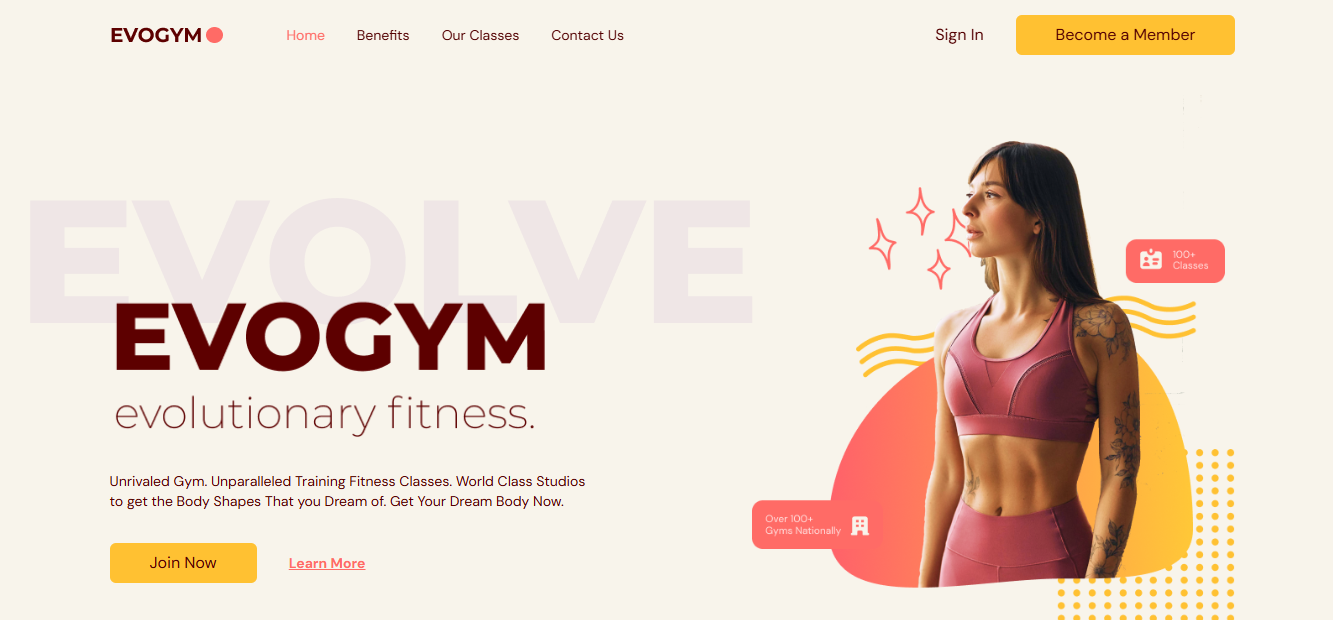 EVOGYM
Home
Benefits
Our Classes
Contact Us
Sign In
Become a Member
EVOLVE
EVOGYM
evolutionary fitness.
Unrivaled Gym. Unparalleled Training Fitness Classes. World Class Studios
to get the Body Shapes That you Dream of. Get Your Dream Body Now.
Join Now
Learn More
100+
Classes
Over 100+
Gyms Nationally